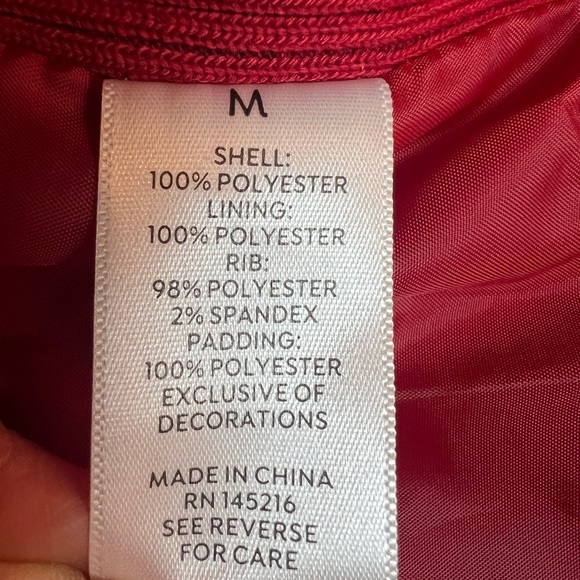 M
SHELL:
100% POLYESTER
LINING:
100% POLYESTER
RIB:
98% POLYESTER
2% SPANDEX
PADDING:
100% POLYESTER
EXCLUSIVE OF
DECORATIONS
MADE IN CHINA
RN 145216
SEE REVERSE
FOR CARE